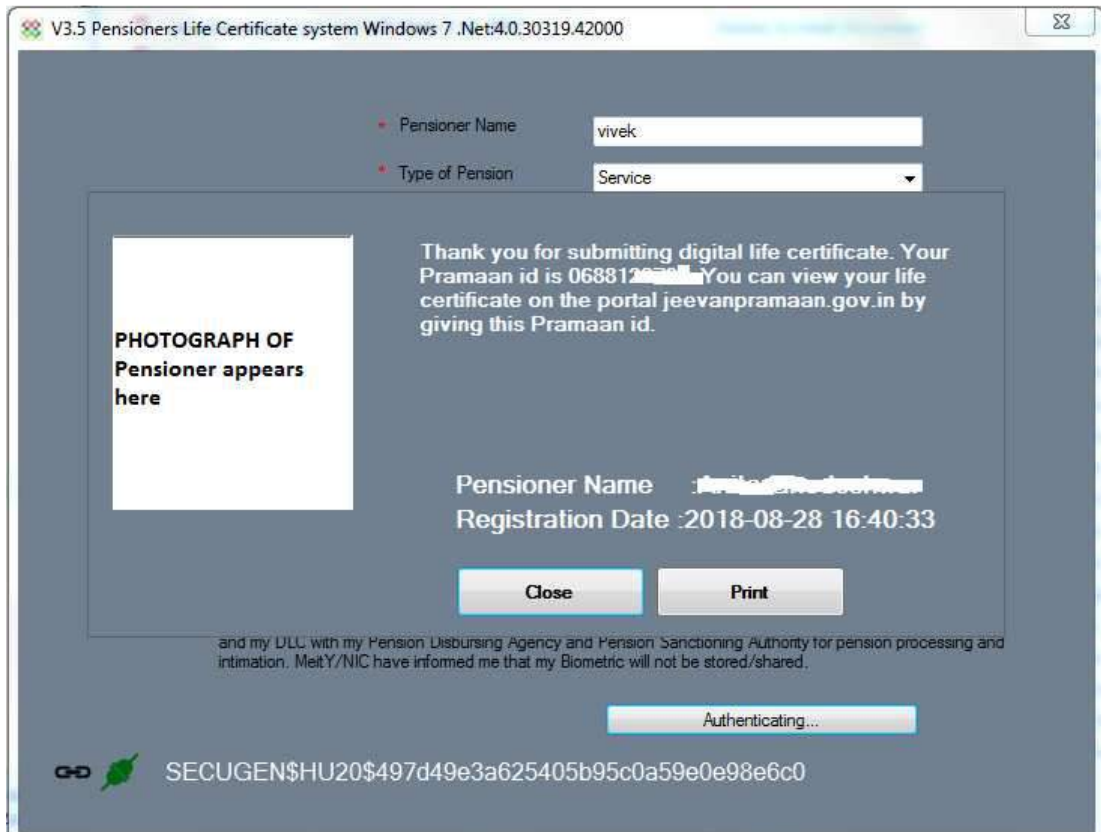 V3.5 Pensioners Life Certificate system Windows 7 .Net:4.0.30319.42000
* Pensioner Name
vivek
* Type of Pension
Service
Thank you for submitting digital life certificate. Your
Pramaan id is 06881 You can view your life
certificate on the portal jeevanpramaan.gov.in by
giving this Pramaan id.
PHOTOGRAPH OF
Pensioner appears
here
Pensioner Name :
Registration Date :2018-08-28 16:40:33
Close
Print
and my DLC with my Pension Disbursing Agency and Pension Sanctioning Authority for pension processing and
intimation. MeitY/NIC have informed me that my Biometric will not be stored/shared.
Authenticating...
SECUGEN$HU20$497d49e3a625405b95c0a59e0e98e6c0